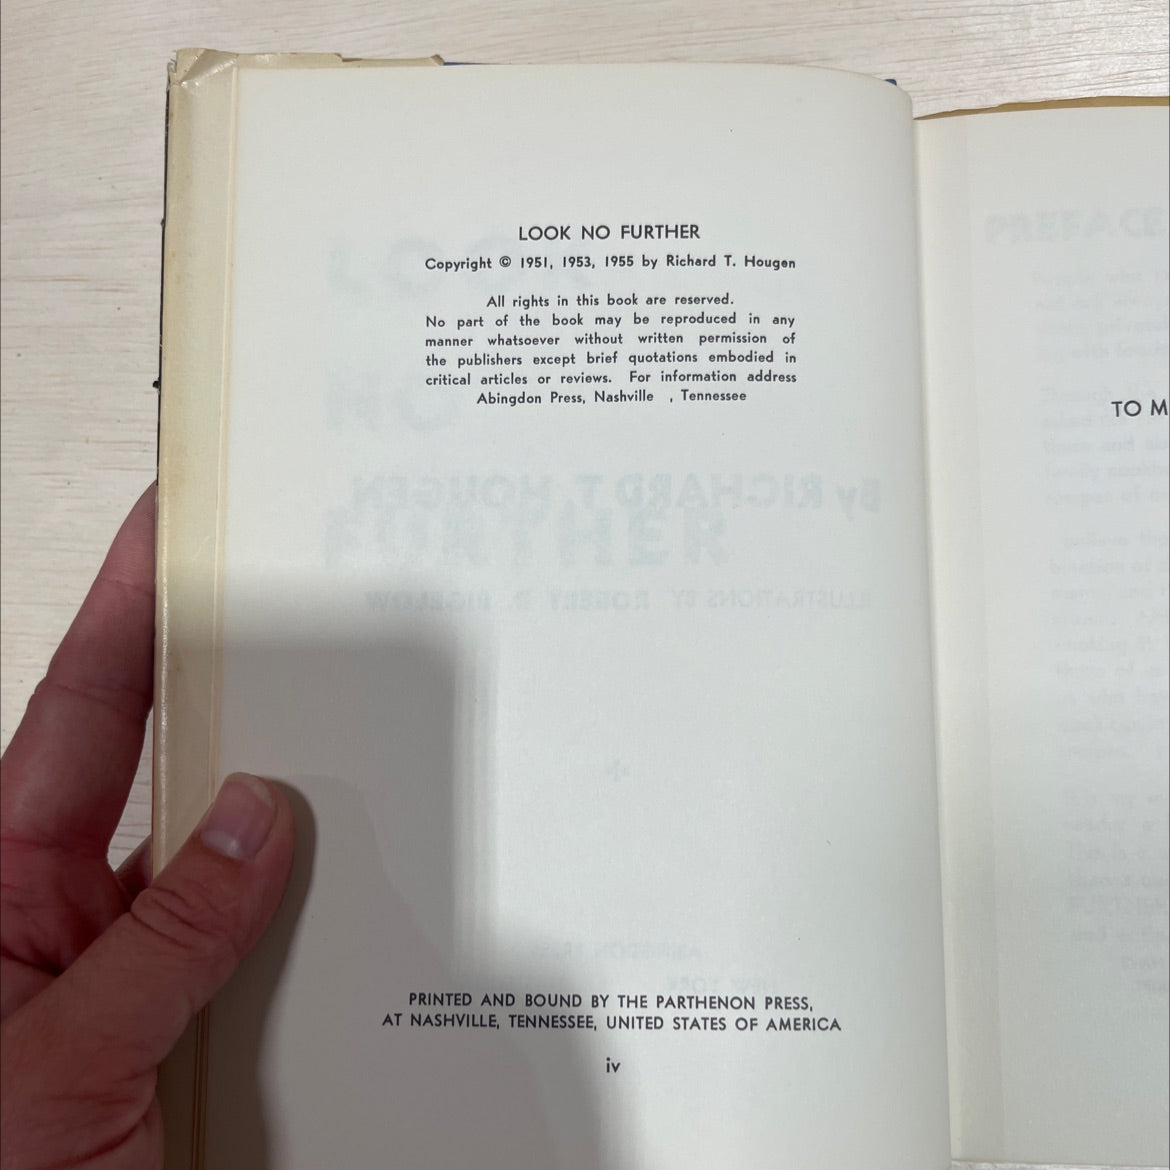 LOOK NO FURTHER
Copyright © 1951, 1953, 1955 by Richard T. Hougen
All rights in this book are reserved.
No part of the book may be reproduced in any
manner whatsoever without written permission of
the publishers except brief quotations embodied in
critical articles or reviews. For information address
Abingdon Press, Nashville , Tennessee
PRINTED AND BOUND BY THE PARTHENON PRESS,
AT NASHVILLE, TENNESSEE, UNITED STATES OF AMERICA
iv
PREFACE
TO M